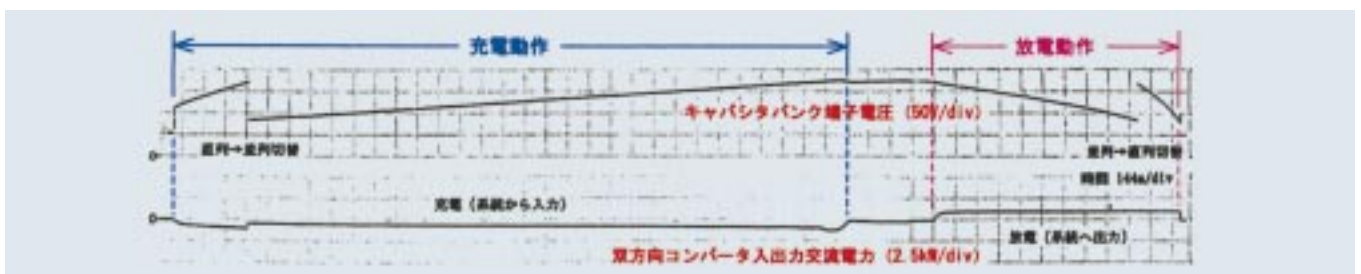 充電動作
放電動作
キャパシタバンク端子電圧 (50V/div)
0
直列→並列切替
並列→直列切替
時間 144s/div
充電 (系統から入力)
0
放電 (系統へ出力)
双方向コンバータ入出力交流電力 (2.5kW/div)